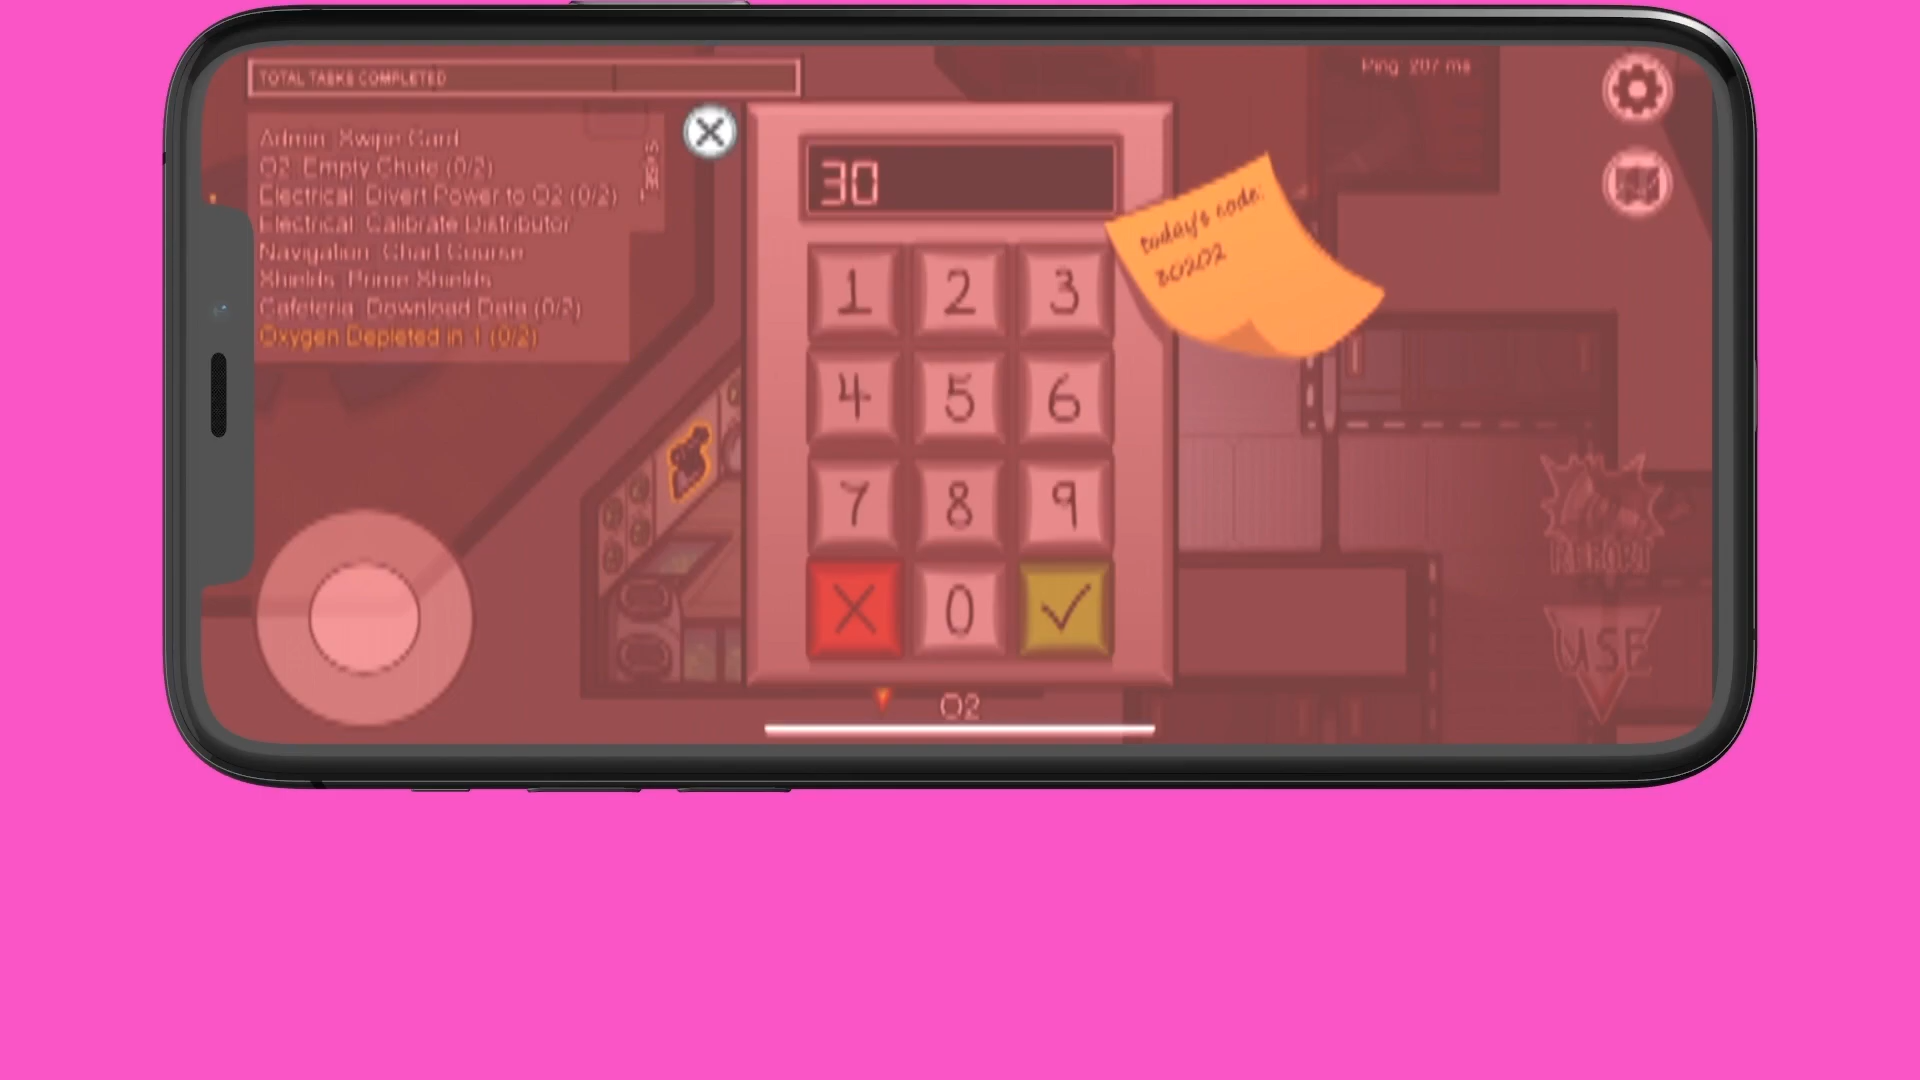 TOTAL TASKS COMPLETED
Ping: 207 ms
Admin: Swipe Card
O2: Empty Chute (0/2)
Electrical: Divert Power to O2 (0/2)
Electrical: Calibrate Distributor
Navigation: Chart Course
Shields: Prime Shields
Cafeteria: Download Data (0/2)
Oxygen Depleted in 1 (0/2)
Tasks
30
today's code:
30202
1 2 3
4 5 6
7 8 9
0
REPORT
USE
O2